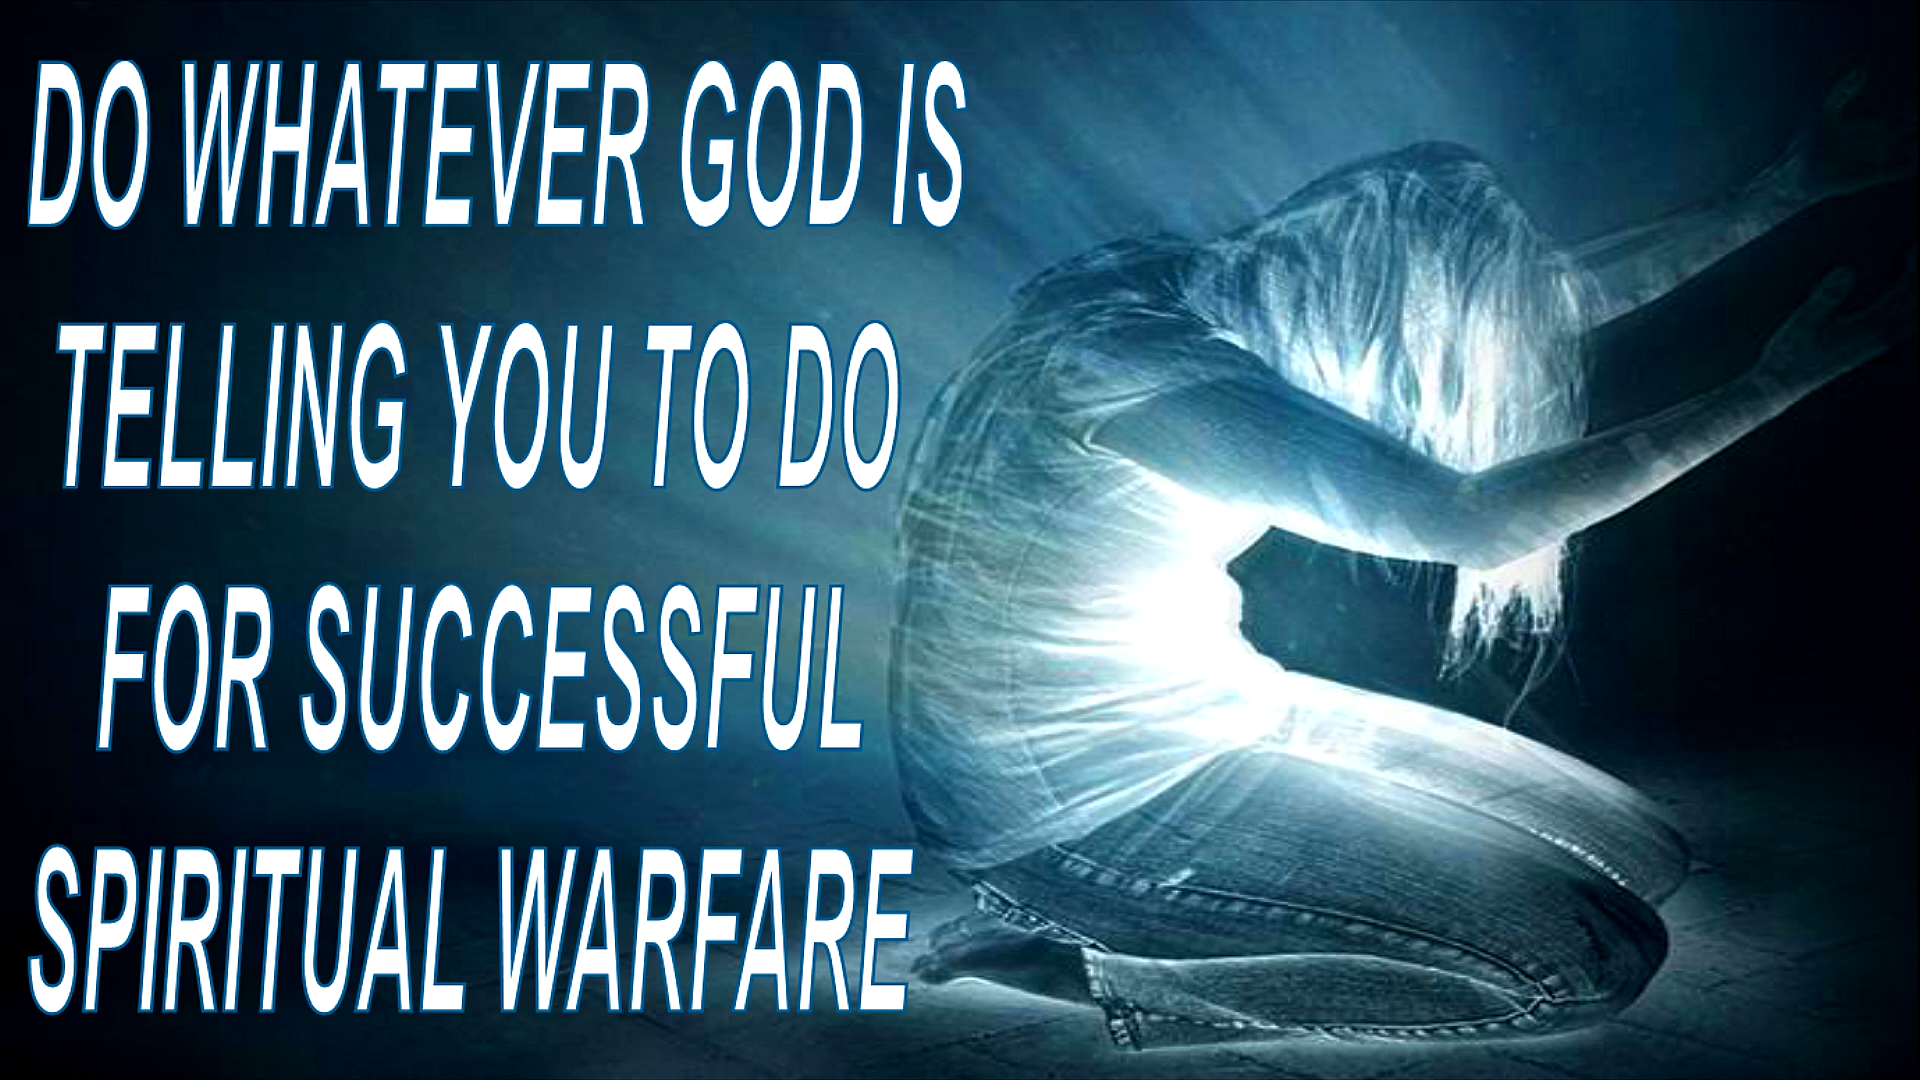 DO WHATEVER GOD IS
TELLING YOU TO DO
FOR SUCCESSFUL
SPIRITUAL WARFARE